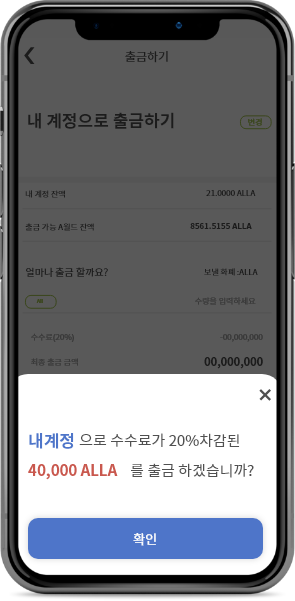 출금하기
내 계정으로 출금하기
변경
내 계정 잔액 21.0000 ALLA
출금 가능 A월드 잔액 8561.5155 ALLA
얼마나 출금 할까요? 보낼 화폐 :ALLA
수량을 입력하세요
수수료(20%) -00,000,000
최종 출금 금액 00,000,000
내계정 으로 수수료가 20%차감된
40,000 ALLA 를 출금 하겠습니까?
확인